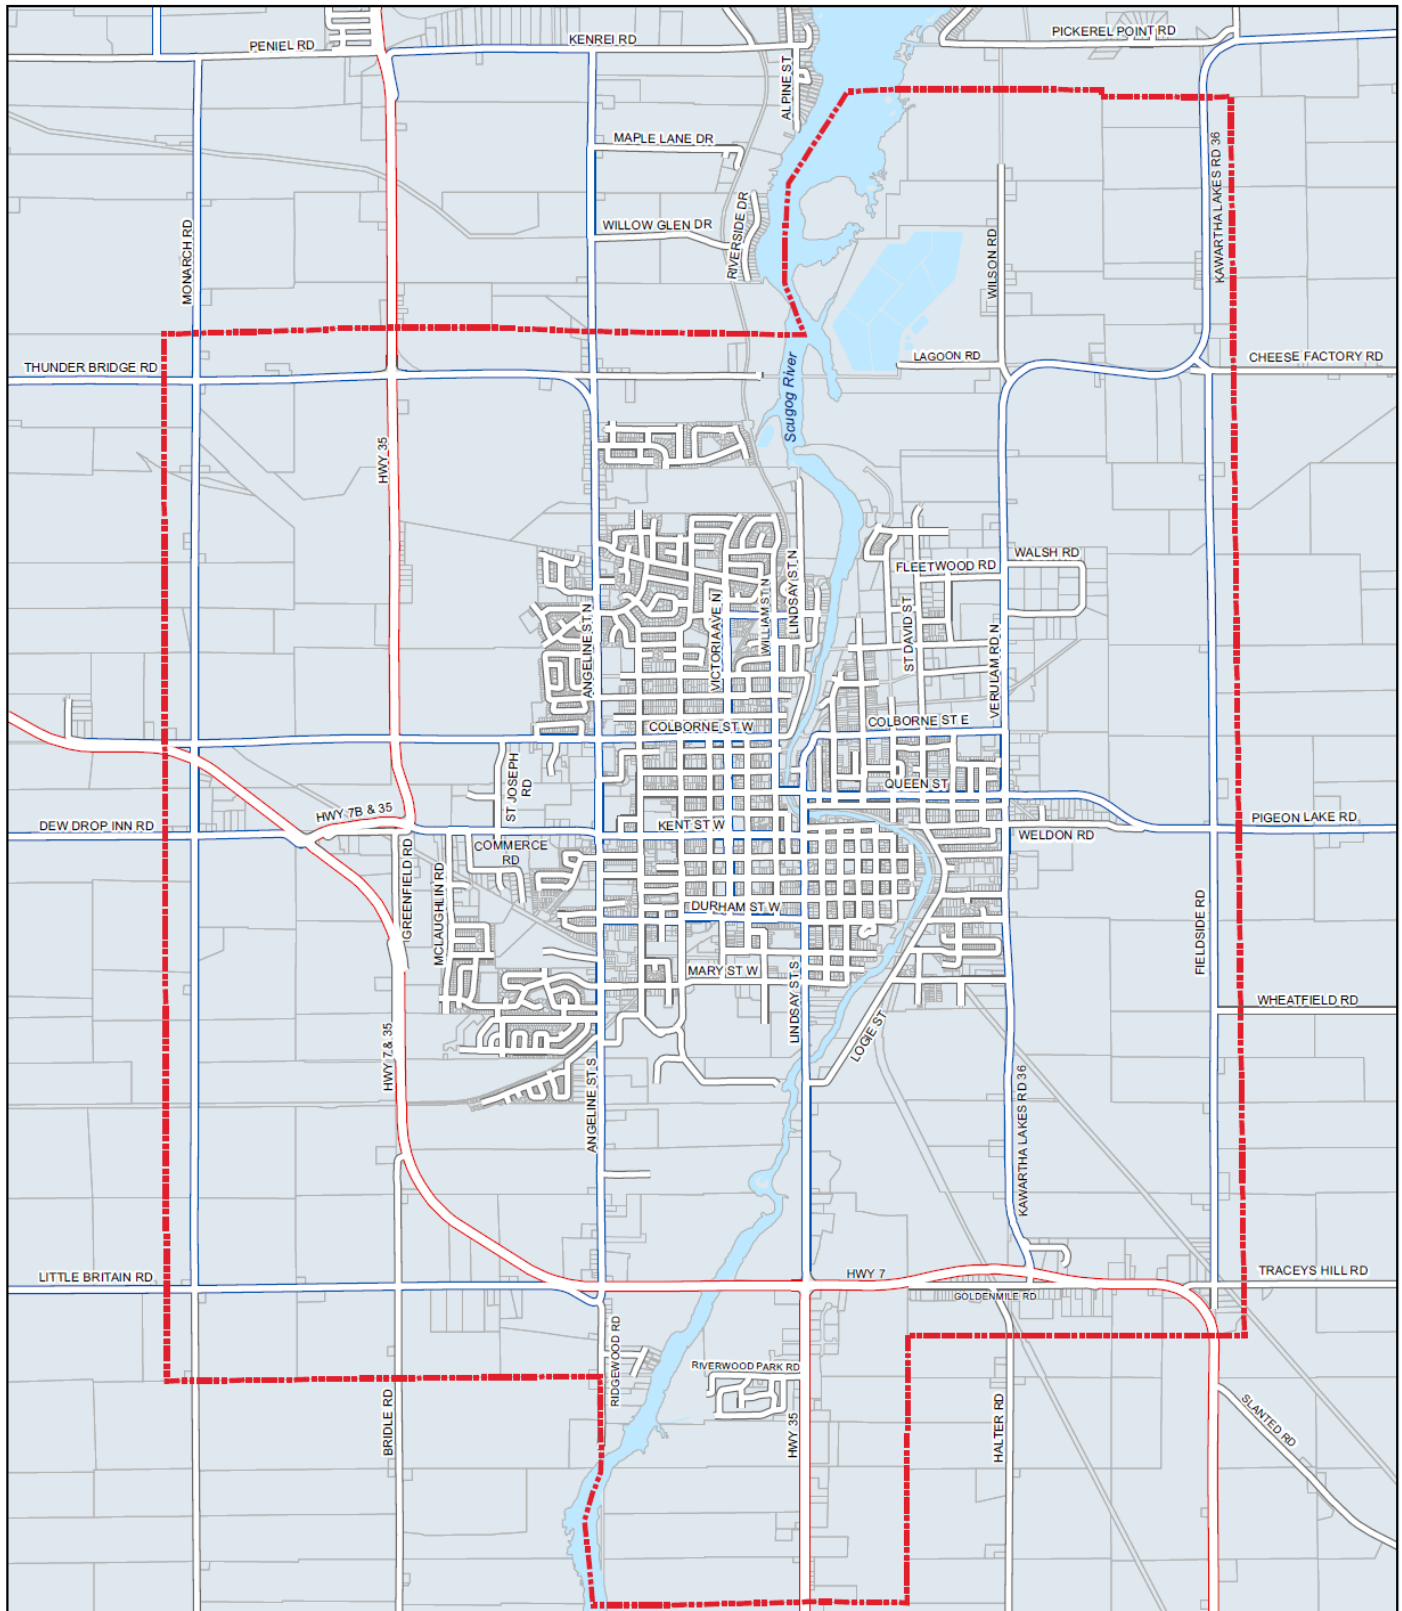 PENIEL RD
KENREI RD
PICKEREL POINT RD
ALPINE ST
MAPLE LANE DR
KAWARTHA LAKES RD 36
MONARCH RD
WILLOW GLEN DR
RIVERSIDE DR
WILSON RD
THUNDER BRIDGE RD
LAGOON RD
CHEESE FACTORY RD
Scugog River
HWY 35
WALSH RD
FLEETWOOD RD
ANGELINE ST N
VICTORIA AVE N
WILLIAM ST N
LINDSAY ST N
ST DAVID ST
VERULAM RD N
COLBORNE ST W
COLBORNE ST E
ST JOSEPH
RD
QUEEN ST
HWY 7B & 35
DEW DROP INN RD
KENT ST W
PIGEON LAKE RD
WELDON RD
COMMERCE
RD
GREENFIELD RD
MCLAUGHLIN RD
DURHAM ST W
FIELDSIDE RD
MARY ST W
LINDSAY ST S
WHEATFIELD RD
LOGIE ST
HWY 7 & 35
ANGELINE ST S
KAWARTHA LAKES RD 36
LITTLE BRITAIN RD
HWY 7
TRACEYS HILL RD
GOLDENMILE RD
RIDGEWOOD RD
RIVERWOOD PARK RD
BRIDLE RD
HWY 35
HALTER RD
SLANTED RD